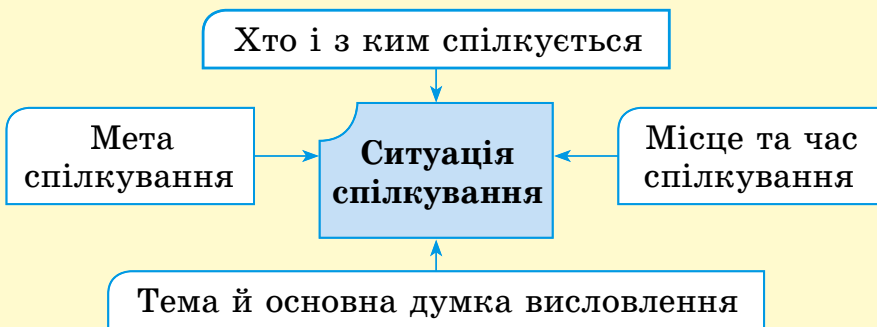 Хто і з ким спілкується
Мета
спілкування
Ситуація
спілкування
Місце та час
спілкування
Тема й основна думка висловлення